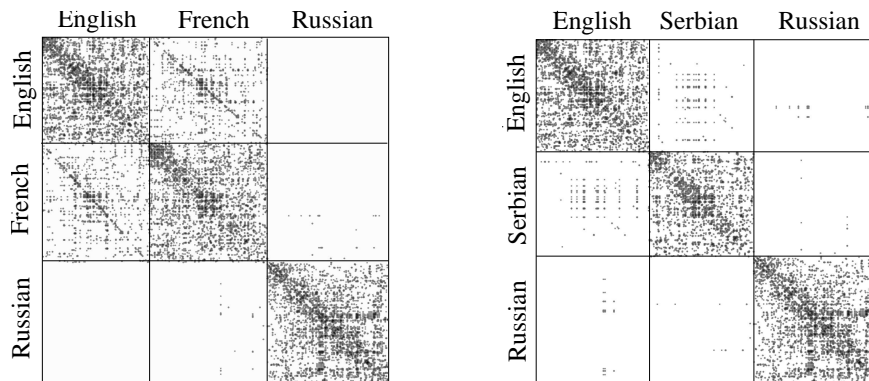 English French Russian
English
French
Russian
English Serbian Russian
English
Serbian
Russian